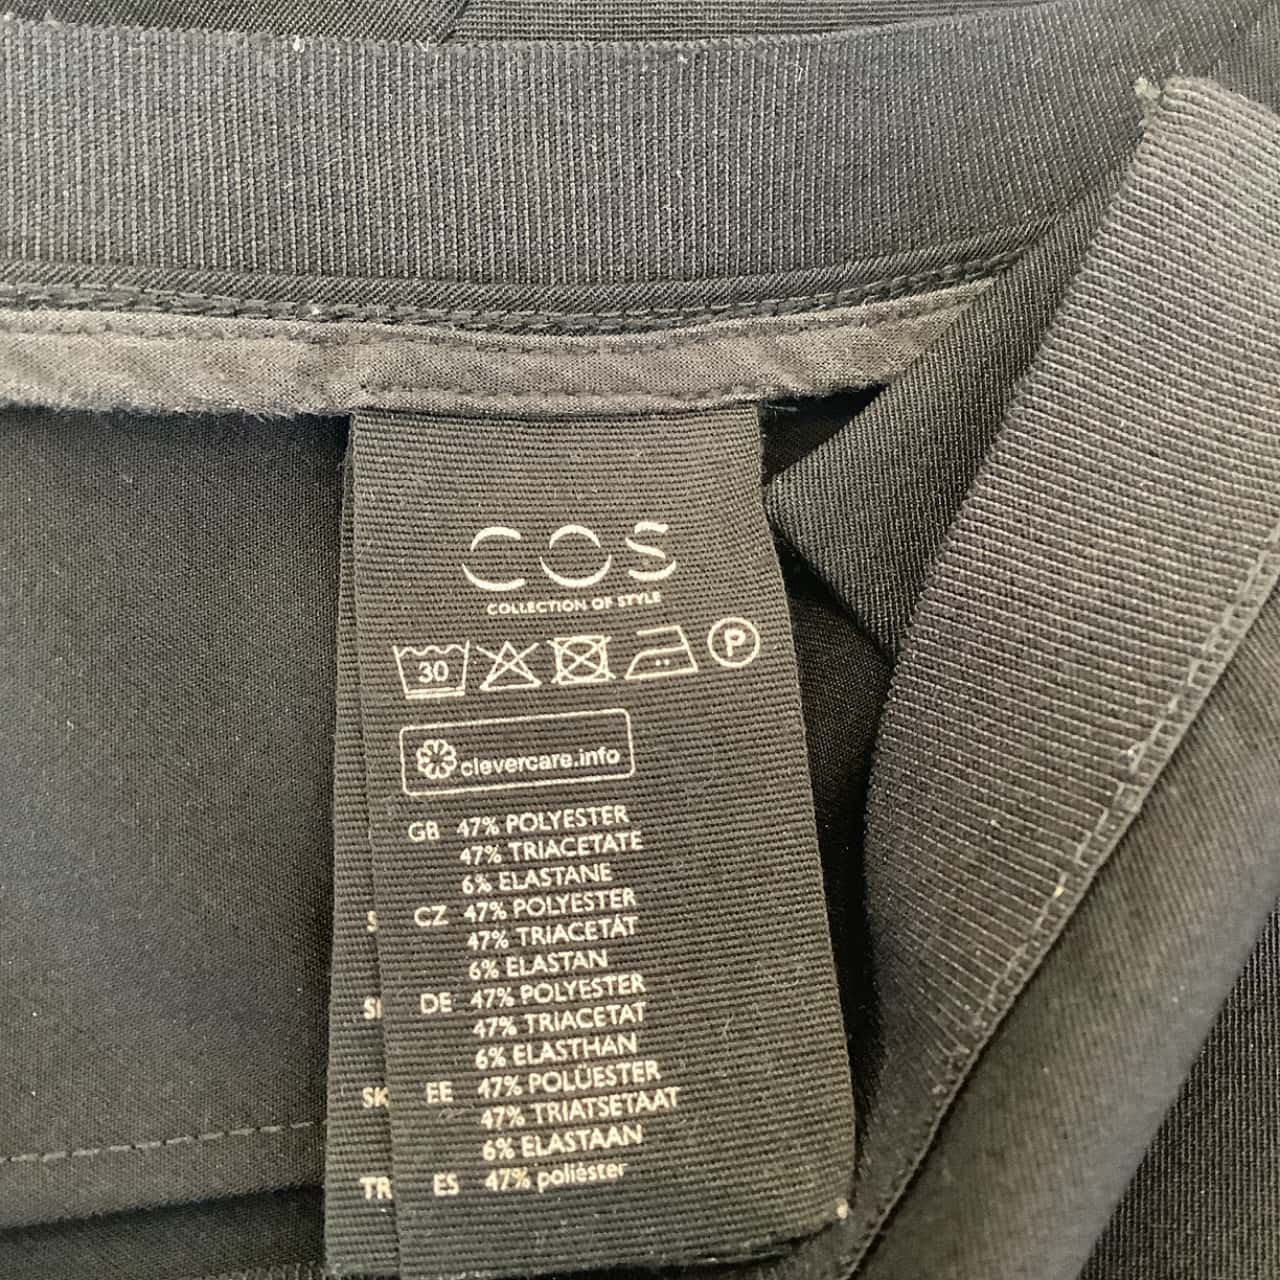 COS
COLLECTION OF STYLE
30 P
clevercare.info
GB 47% POLYESTER
47% TRIACETATE
6% ELASTANE
CZ 47% POLYESTER
47% TRIACETÁT
6% ELASTAN
DE 47% POLYESTER
47% TRIACETAT
6% ELASTHAN
EE 47% POLÜESTER
47% TRIATSETAAT
6% ELASTAAN
ES 47% poliéster
SK
TR